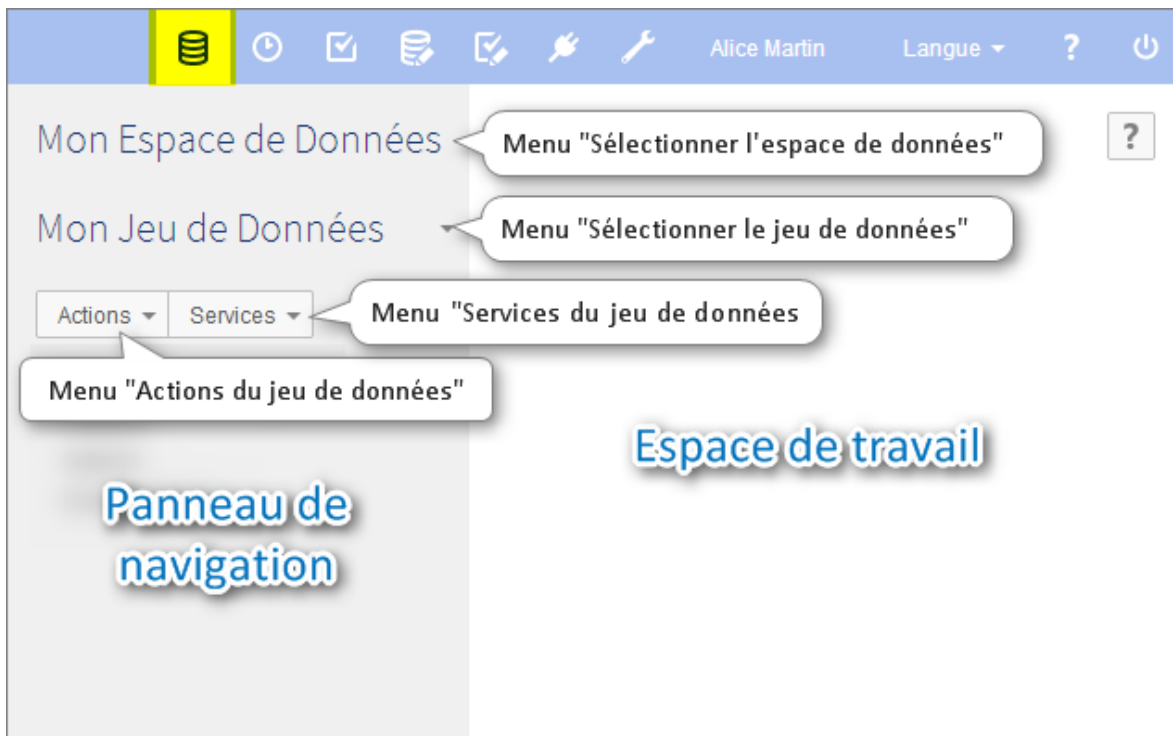 Alice Martin Langue ?
Mon Espace de Données
Menu "Sélectionner l'espace de données"
?
Mon Jeu de Données
Menu "Sélectionner le jeu de données"
Actions Services
Menu "Services du jeu de données
Menu "Actions du jeu de données"
Espace de travail
Panneau de
navigation